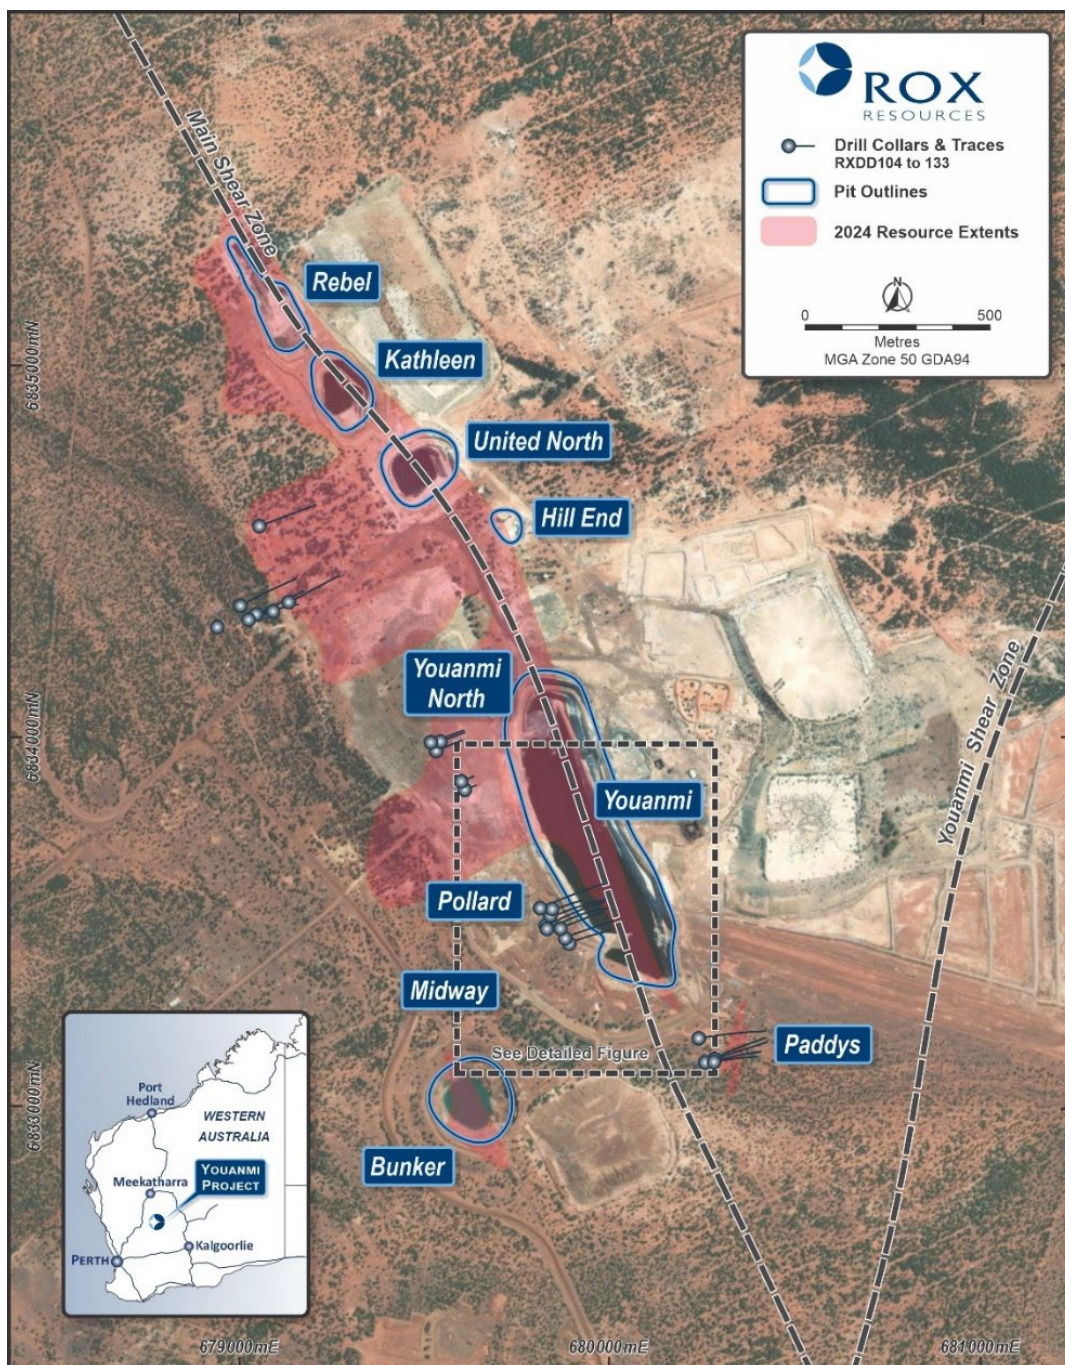 ROX
RESOURCES
Drill Collars & Traces
RXDD104 to 133
Pit Outlines
2024 Resource Extents
N
0 500
Metres
MGA Zone 50 GDA94
Main Shear Zone
Rebel
Kathleen
United North
Hill End
Youanmi
North
Youanmi
Pollard
Midway
See Detailed Figure
Paddys
Bunker
Youanmi Shear Zone
6835000mN
6834000mN
6833000mN
679000mE
680000mE
681000mE
Port
Hedland
WESTERN
AUSTRALIA
Meekatharra
YOUANMI
PROJECT
PERTH
Kalgoorlie